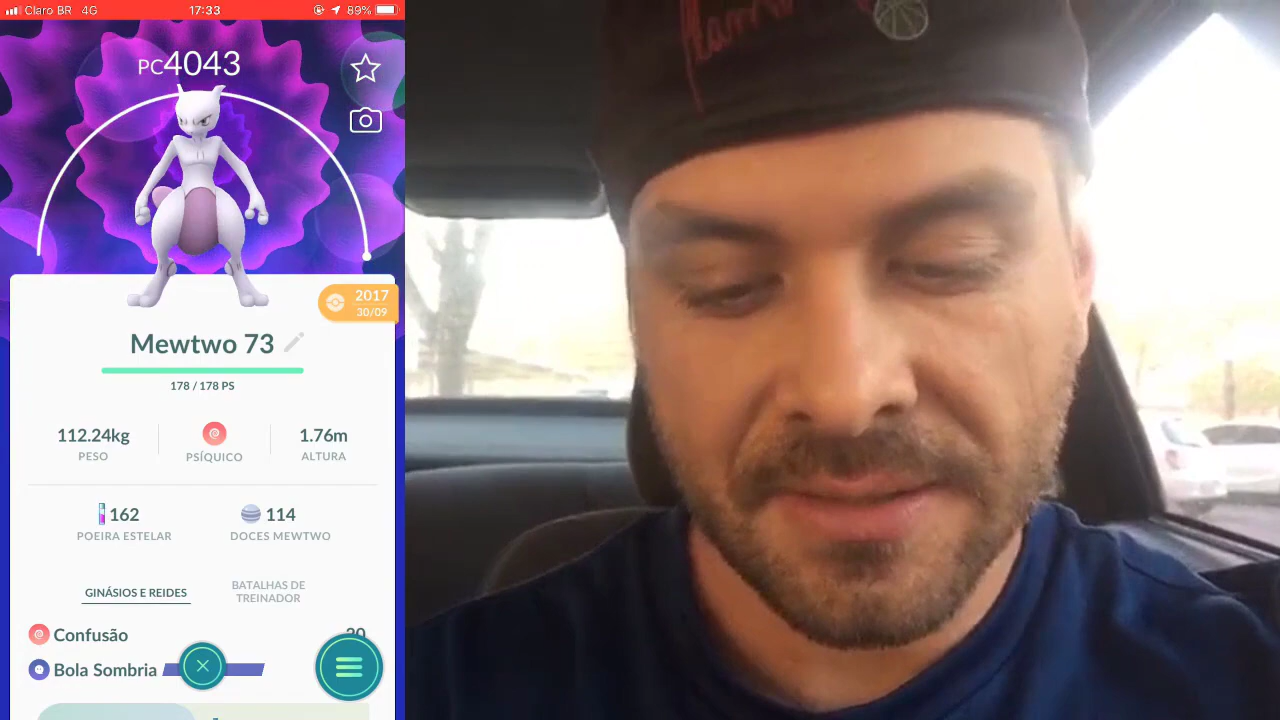 Claro BR 4G 17:33 89%
PC4043
2017
30/09
Mewtwo 73
178 / 178 PS
112.24kg 1.76m
PESO PSÍQUICO ALTURA
162 114
POEIRA ESTELAR DOCES MEWTWO
GINÁSIOS E REIDES BATALHAS DE
TREINADOR
Confusão 20
Bola Sombria